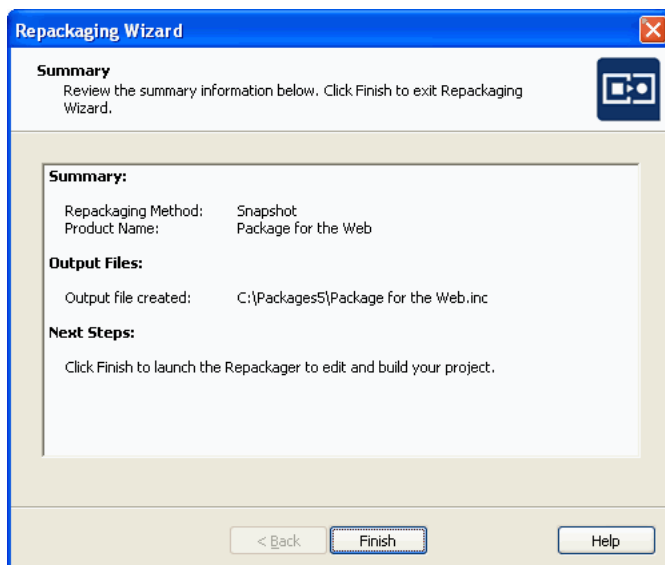 Repackaging Wizard
Summary
Review the summary information below. Click Finish to exit Repackaging
Wizard.
Summary:
Repackaging Method: Snapshot
Product Name: Package for the Web
Output Files:
Output file created: C:\Packages5\Package for the Web.inc
Next Steps:
Click Finish to launch the Repackager to edit and build your project.
< Back Finish Help